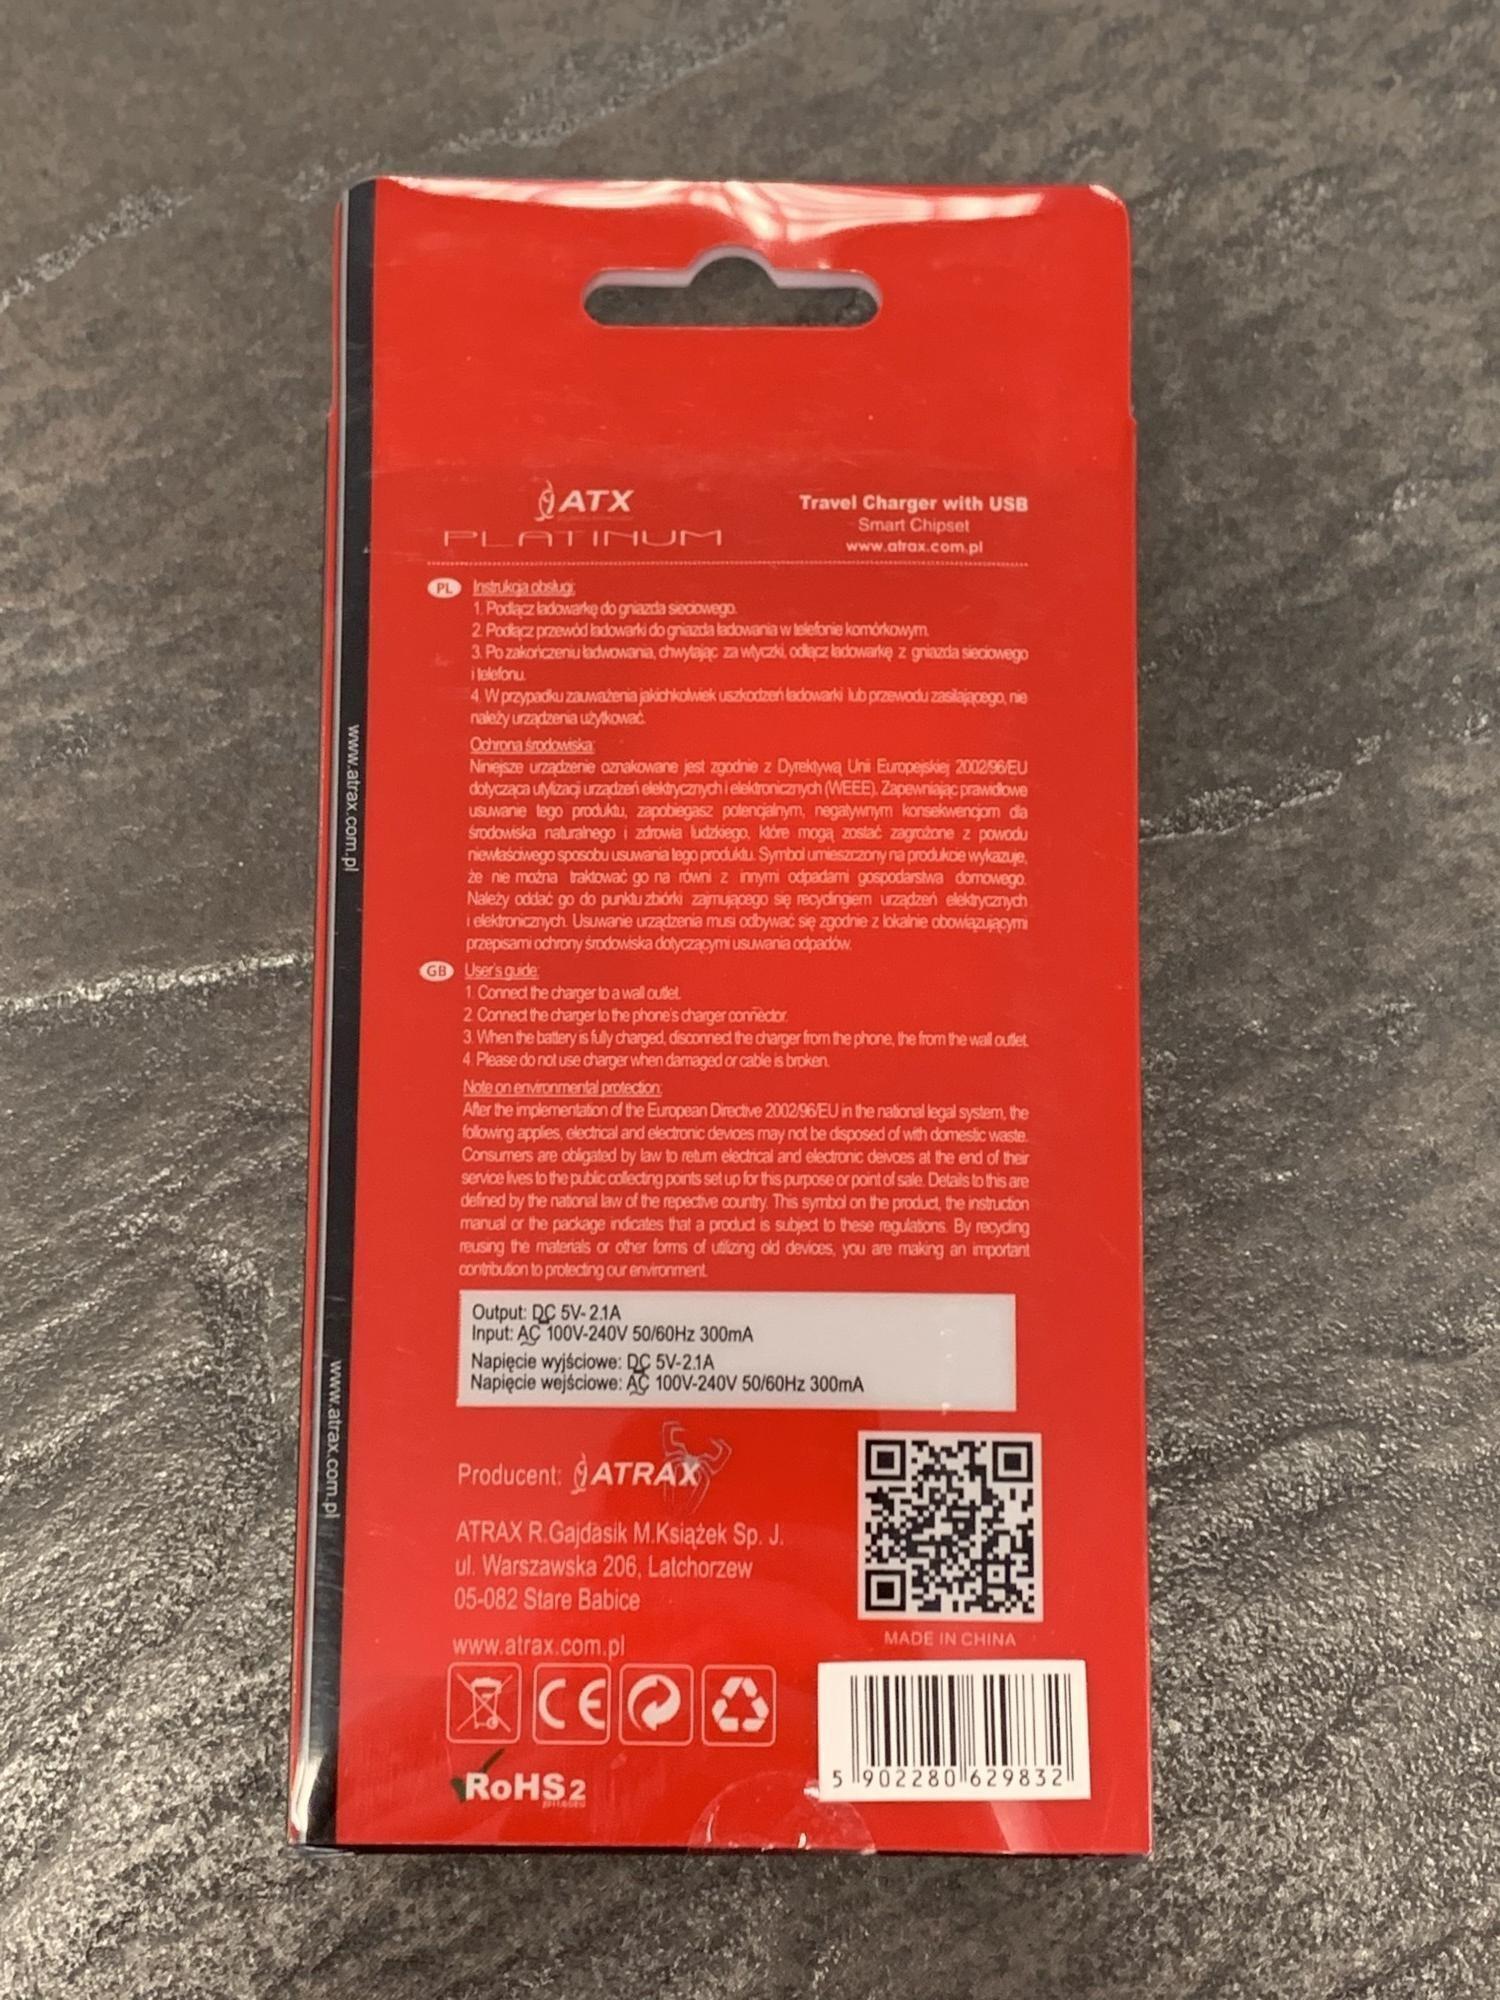 ATX
PLATINUM
Travel Charger with USB
Smart Chipset
www.atrax.com.pl
PL Instrukcja obsługi:
1. Podłącz ładowarkę do gniazda sieciowego.
2. Podłącz przewód ładowarki do gniazda ładowania w telefonie komórkowym.
3. Po zakończeniu ładwowania, chwytając za wtyczki, odłącz ładowarkę z gniazda sieciowego
i telefonu.
4. W przypadku zauważenia jakichkolwiek uszkodzeń ładowarki lub przewodu zasilającego, nie
należy urządzenia użytkować.
Ochrona środowiska:
Niniejsze urządzenie oznakowane jest zgodnie z Dyrektywą Unii Europejskiej 2002/96/EU
dotycząca utylizacji urządzeń elektrycznych i elektronicznych (WEEE). Zapewniając prawidłowe
usuwanie tego produktu, zapobiegasz potencjalnym, negatywnym konsekwencjom dla
środowiska naturalnego i zdrowia ludzkiego, które mogą zostać zagrożone z powodu
niewłaściwego sposobu usuwania tego produktu. Symbol umieszczony na produkcie wykazuje,
że nie można traktować go na równi z innymi odpadami gospodarstwa domowego.
Należy oddać go do punktu zbiórki zajmującego się recyclingiem urządzeń elektrycznych
i elektronicznych. Usuwanie urządzenia musi odbywać się zgodnie z lokalnie obowiązującymi
przepisami ochrony środowiska dotyczącymi usuwania odpadów.
GB User's guide:
1. Connect the charger to a wall outlet.
2. Connect the charger to the phone's charger connector.
3. When the battery is fully charged, disconnect the charger from the phone, the from the wall outlet.
4. Please do not use charger when damaged or cable is broken.
Note on environmental protection:
After the implementation of the European Directive 2002/96/EU in the national legal system, the
following applies, electrical and electronic devices may not be disposed of with domestic waste.
Consumers are obligated by law to return electrical and electronic deivces at the end of their
service lives to the public collecting points set up for this purpose or point of sale. Details to this are
defined by the national law of the repective country. This symbol on the product, the instruction
manual or the package indicates that a product is subject to these regulations. By recycling
reusing the materials or other forms of utilizing old devices, you are making an important
contribution to protecting our environment.
Output: DC 5V- 2.1A
Input: AC 100V-240V 50/60Hz 300mA
Napięcie wyjściowe: DC 5V-2.1A
Napięcie wejściowe: AC 100V-240V 50/60Hz 300mA
Producent: ATRAX
ATRAX R.Gajdasik M.Książek Sp. J.
ul. Warszawska 206, Latchorzew
05-082 Stare Babice
www.atrax.com.pl
MADE IN CHINA
CE
RoHS2
5 902280 629832
www.atrax.com.pl
www.atrax.com.pl